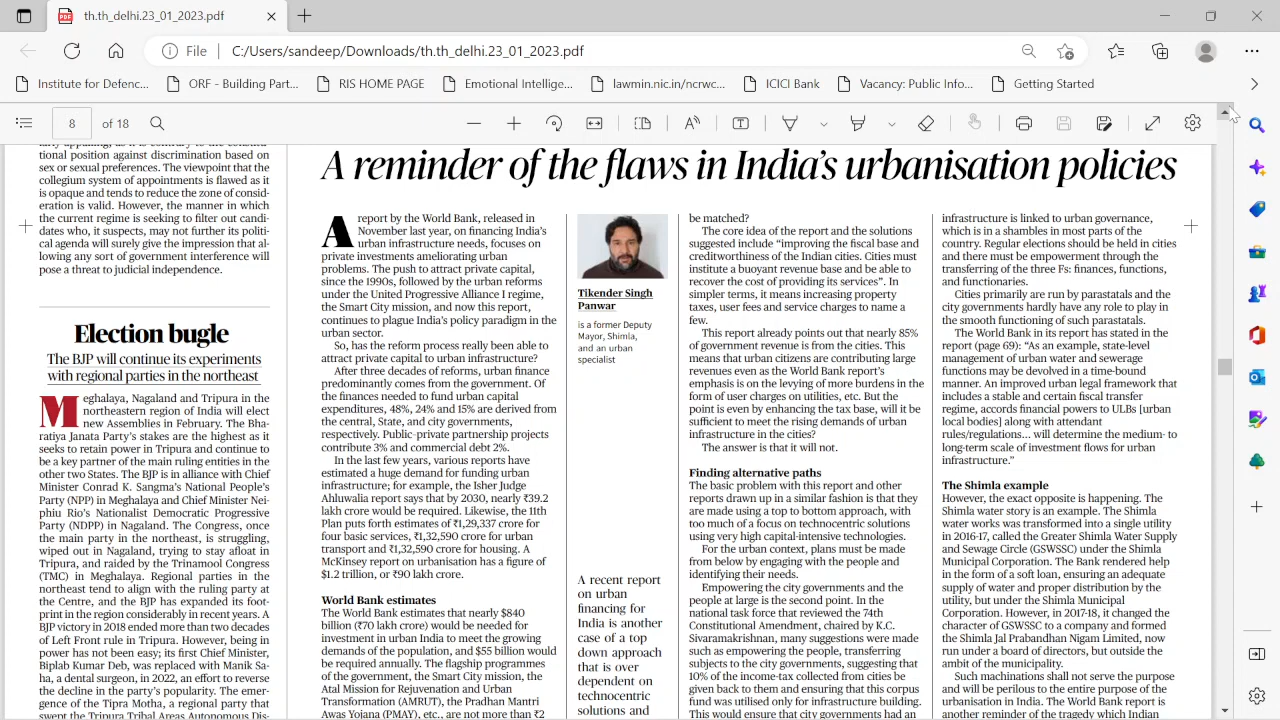 th.th_delhi.23_01_2023.pdf
File
C:/Users/sandeep/Downloads/th.th_delhi.23_01_2023.pdf
Institute for Defenc...
ORF - Building Part...
RIS HOME PAGE
Emotional Intellige...
lawmin.nic.in/ncrwc...
ICICI Bank
Vacancy: Public Info...
Getting Started
8 of 18
tional position against discrimination based on
sex or sexual preferences. The viewpoint that the
collegium system of appointments is flawed as it
is opaque and tends to reduce the zone of consid-
eration is valid. However, the manner in which
the current regime is seeking to filter out candi-
dates who, it suspects, may not further its politi-
cal agenda will surely give the impression that al-
lowing any sort of government interference will
pose a threat to judicial independence.
Election bugle
The BJP will continue its experiments
with regional parties in the northeast
Meghalaya, Nagaland and Tripura in the
northeastern region of India will elect
new Assemblies in February. The Bha-
ratiya Janata Party's stakes are the highest as it
seeks to retain power in Tripura and continue to
be a key partner of the main ruling entities in the
other two States. The BJP is in alliance with Chief
Minister Conrad K. Sangma's National People's
Party (NPP) in Meghalaya and Chief Minister Nei-
phiu Rio's Nationalist Democratic Progressive
Party (NDPP) in Nagaland. The Congress, once
the main party in the northeast, is struggling,
wiped out in Nagaland, trying to stay afloat in
Tripura, and raided by the Trinamool Congress
(TMC) in Meghalaya. Regional parties in the
northeast tend to align with the ruling party at
the Centre, and the BJP has expanded its foot-
print in the region considerably in recent years. A
BJP victory in 2018 ended more than two decades
of Left Front rule in Tripura. However, being in
power has not been easy; its first Chief Minister,
Biplab Kumar Deb, was replaced with Manik Sa-
ha, a dental surgeon, in 2022, an effort to reverse
the decline in the party's popularity. The emer-
gence of the Tipra Motha, a regional party that
swept the Tripura Tribal Areas Autonomous Dis-
A reminder of the flaws in India's urbanisation policies
A report by the World Bank, released in
November last year, on financing India's
urban infrastructure needs, focuses on
private investments ameliorating urban
problems. The push to attract private capital,
since the 1990s, followed by the urban reforms
under the United Progressive Alliance I regime,
the Smart City mission, and now this report,
continues to plague India's policy paradigm in the
urban sector.
So, has the reform process really been able to
attract private capital to urban infrastructure?
After three decades of reforms, urban finance
predominantly comes from the government. Of
the finances needed to fund urban capital
expenditures, 48%, 24% and 15% are derived from
the central, State, and city governments,
respectively. Public-private partnership projects
contribute 3% and commercial debt 2%.
In the last few years, various reports have
estimated a huge demand for funding urban
infrastructure; for example, the Isher Judge
Ahluwalia report says that by 2030, nearly ₹39.2
lakh crore would be required. Likewise, the 11th
Plan puts forth estimates of ₹1,29,337 crore for
four basic services, ₹1,32,590 crore for urban
transport and ₹1,32,590 crore for housing. A
McKinsey report on urbanisation has a figure of
$1.2 trillion, or ₹90 lakh crore.
World Bank estimates
The World Bank estimates that nearly $840
billion (₹70 lakh crore) would be needed for
investment in urban India to meet the growing
demands of the population, and $55 billion would
be required annually. The flagship programmes
of the government, the Smart City mission, the
Atal Mission for Rejuvenation and Urban
Transformation (AMRUT), the Pradhan Mantri
Awas Yojana (PMAY), etc., are not more than ₹2
Tikender Singh
Panwar
is a former Deputy
Mayor, Shimla,
and an urban
specialist
A recent report
on urban
financing for
India is another
case of a top
down approach
that is over
dependent on
technocentric
solutions and
be matched?
The core idea of the report and the solutions
suggested include "improving the fiscal base and
creditworthiness of the Indian cities. Cities must
institute a buoyant revenue base and be able to
recover the cost of providing its services". In
simpler terms, it means increasing property
taxes, user fees and service charges to name a
few.
This report already points out that nearly 85%
of government revenue is from the cities. This
means that urban citizens are contributing large
revenues even as the World Bank report's
emphasis is on the levying of more burdens in the
form of user charges on utilities, etc. But the
point is even by enhancing the tax base, will it be
sufficient to meet the rising demands of urban
infrastructure in the cities?
The answer is that it will not.
Finding alternative paths
The basic problem with this report and other
reports drawn up in a similar fashion is that they
are made using a top to bottom approach, with
too much of a focus on technocentric solutions
using very high capital-intensive technologies.
For the urban context, plans must be made
from below by engaging with the people and
identifying their needs.
Empowering the city governments and the
people at large is the second point. In the
national task force that reviewed the 74th
Constitutional Amendment, chaired by K.C.
Sivaramakrishnan, many suggestions were made
such as empowering the people, transferring
subjects to the city governments, suggesting that
10% of the income-tax collected from cities be
given back to them and ensuring that this corpus
fund was utilised only for infrastructure building.
This would ensure that city governments had an
infrastructure is linked to urban governance,
which is in a shambles in most parts of the
country. Regular elections should be held in cities
and there must be empowerment through the
transferring of the three Fs: finances, functions,
and functionaries.
Cities primarily are run by parastatals and the
city governments hardly have any role to play in
the smooth functioning of such parastatals.
The World Bank in its report has stated in the
report (page 69): "As an example, state-level
management of urban water and sewerage
functions may be devolved in a time-bound
manner. An improved urban legal framework that
includes a stable and certain fiscal transfer
regime, accords financial powers to ULBs [urban
local bodies] along with attendant
rules/regulations... will determine the medium- to
long-term scale of investment flows for urban
infrastructure."
The Shimla example
However, the exact opposite is happening. The
Shimla water story is an example. The Shimla
water works was transformed into a single utility
in 2016-17, called the Greater Shimla Water Supply
and Sewage Circle (GSWSSC) under the Shimla
Municipal Corporation. The Bank rendered help
in the form of a soft loan, ensuring an adequate
supply of water and proper distribution by the
utility, but under the Shimla Municipal
Corporation. However, in 2017-18, it changed the
character of GSWSSC to a company and formed
the Shimla Jal Prabandhan Nigam Limited, now
run under a board of directors, but outside the
ambit of the municipality.
Such machinations shall not serve the purpose
and will be perilous to the entire purpose of the
urbanisation in India. The World Bank report is
another reminder of the tragedy which Indian